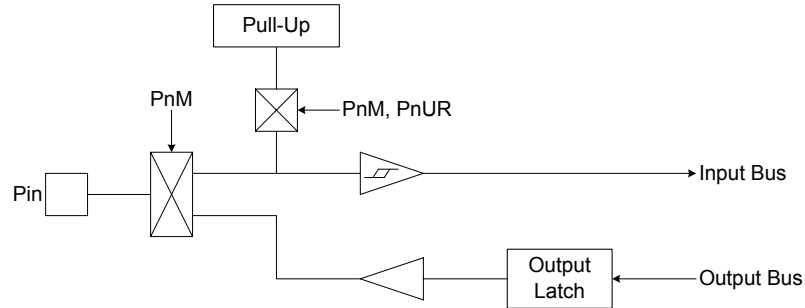 Pull-Up
PnM
PnM, PnUR
Pin
Input Bus
Output
Latch
Output Bus